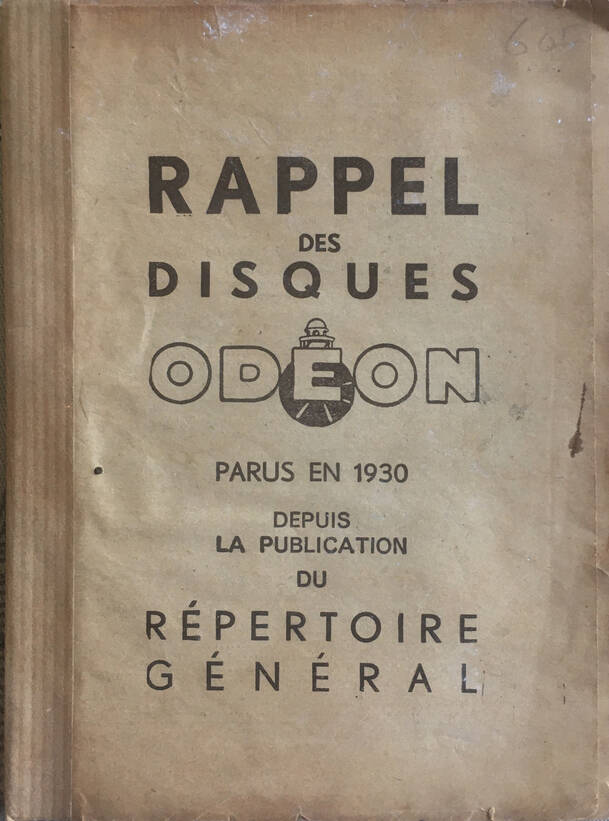 RAPPEL
DES
DISQUES
ODÉON
PARUS EN 1930
DEPUIS
LA PUBLICATION
DU
RÉPERTOIRE
GÉNÉRAL